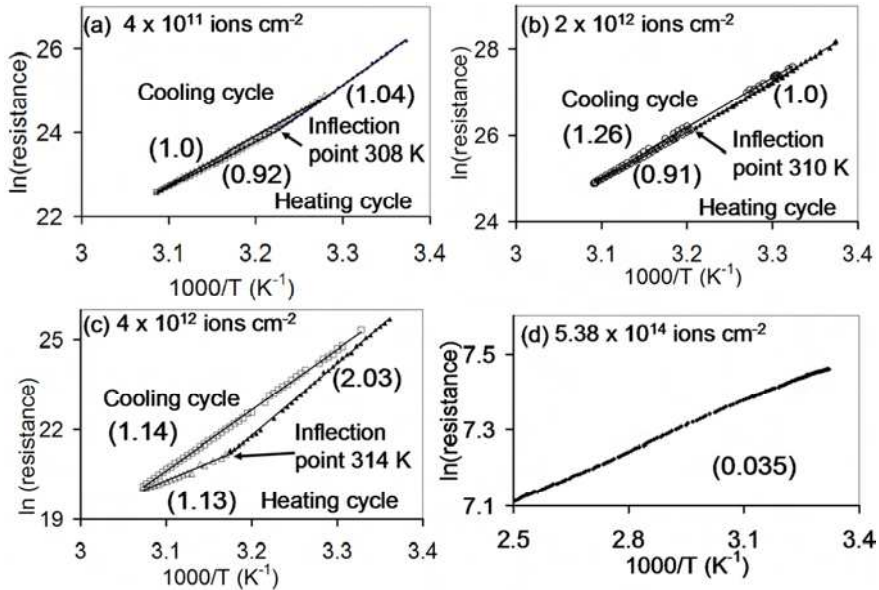 (a) 4 x 10¹¹ ions cm⁻²
ln(resistance)
26
24
22
Cooling cycle
(1.04)
(1.0)
Inflection
point 308 K
(0.92)
Heating cycle
3 3.1 3.2 3.3 3.4
1000/T (K⁻¹)
(b) 2 x 10¹² ions cm⁻²
ln(resistance)
28
26
24
Cooling cycle
(1.0)
(1.26)
Inflection
point 310 K
(0.91)
Heating cycle
3 3.1 3.2 3.3 3.4
1000/T (K⁻¹)
(c) 4 x 10¹² ions cm⁻²
ln (resistance)
25
22
19
Cooling cycle
(2.03)
(1.14)
Inflection
point 314 K
(1.13)
Heating cycle
3 3.1 3.2 3.3 3.4
1000/T (K⁻¹)
(d) 5.38 x 10¹⁴ ions cm⁻²
ln(resistance)
7.5
7.3
7.1
(0.035)
2.5 2.8 3.1 3.4
1000/T (K⁻¹)